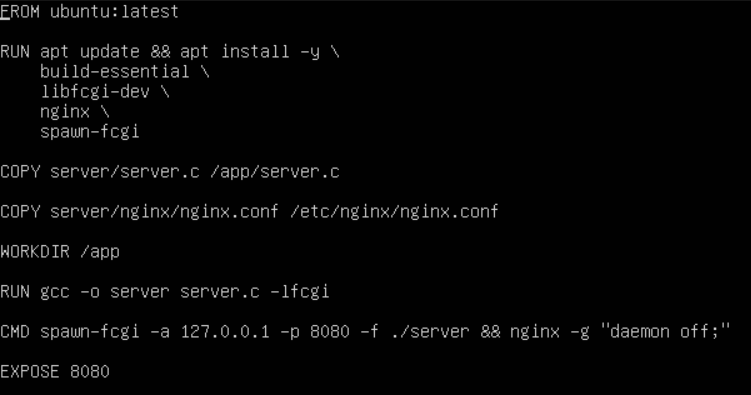 FROM ubuntu:latest
RUN apt update && apt install -y \
build-essential \
libfcgi-dev \
nginx \
spawn-fcgi
COPY server/server.c /app/server.c
COPY server/nginx/nginx.conf /etc/nginx/nginx.conf
WORKDIR /app
RUN gcc -o server server.c -lfcgi
CMD spawn-fcgi -a 127.0.0.1 -p 8080 -f ./server && nginx -g "daemon off;"
EXPOSE 8080